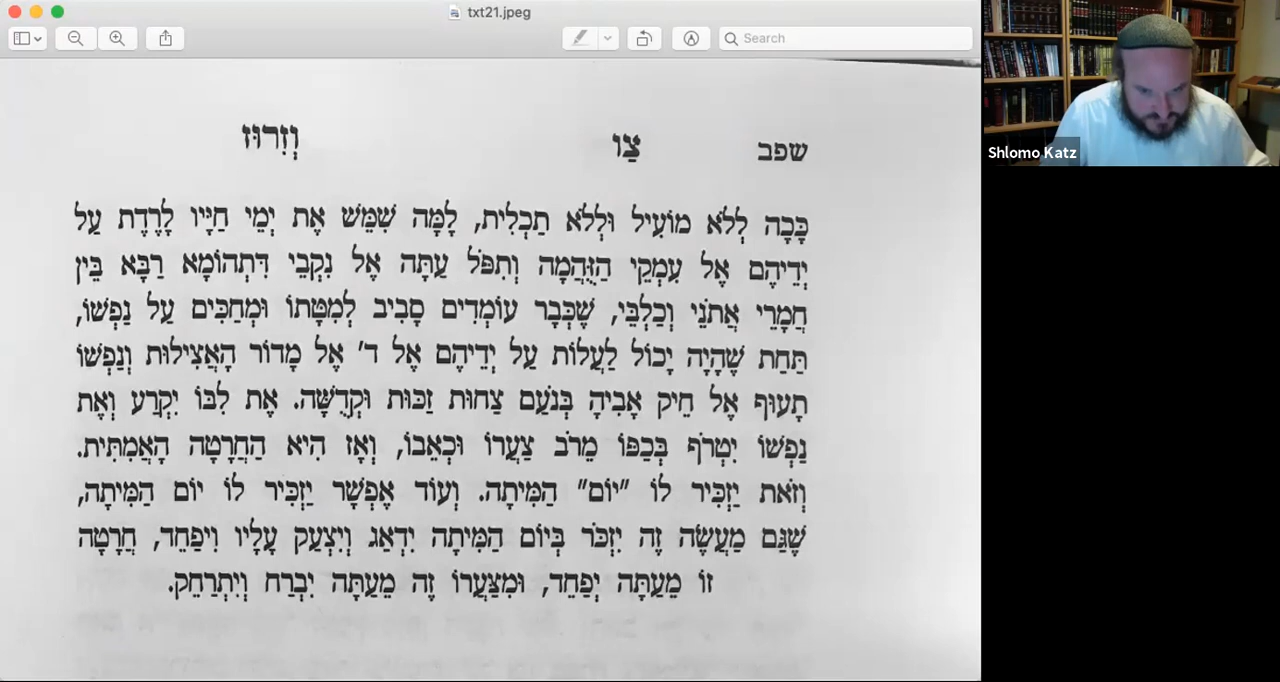 txt21.jpeg
Search
שפב צַו וְזֵרוּז
כָּכָה לְלֹא מוֹעִיל וּלְלֹא תַכְלִית, לָמָּה שִׁמֵּשׁ אֶת יְמֵי חַיָּיו לָרֶדֶת עַל
יְדֵיהֶם אֶל עִמְקֵי הַזֻּהֲמָה וְתִפֹּל עַתָּה אֶל נִקְבֵי דִּתְהוֹמָא רַבָּא בֵּין
חֲמָרֵי אֲתֹנֵי וְכַלְבֵּי, שֶׁכְּבָר עוֹמְדִים סָבִיב לְמִטָּתוֹ וּמְחַכִּים עַל נַפְשׁוֹ,
תַּחַת שֶׁהָיָה יָכוֹל לַעֲלוֹת עַל יְדֵיהֶם אֶל ד׳ אֶל מְדוֹר הָאֲצִילוּת וְנַפְשׁוֹ
תָעוּף אֶל חֵיק אָבִיהָ בְּנֹעַם צַחוּת זַכּוּת וּקְדֻשָּׁה. אֶת לִבּוֹ יִקְרַע וְאֶת
נַפְשׁוֹ יִטְרֹף בְּכַפּוֹ מֵרֹב צַעֲרוֹ וּכְאֵבוֹ, וְאָז הִיא הַחֲרָטָה הָאֲמִתִּית.
וְזֹאת יַזְכִּיר לוֹ ״יוֹם״ הַמִּיתָה. וְעוֹד אֶפְשָׁר יַזְכִּיר לוֹ יוֹם הַמִּיתָה,
שֶׁגַּם מַעֲשֶׂה זֶה יִזְכֹּר בְּיוֹם הַמִּיתָה יִדְאַג וְיִצְעַק עָלָיו וִיפַחֵד, חֲרָטָה
זוֹ מֵעַתָּה יְפַחֵד, וּמִצַּעֲרוֹ זֶה מֵעַתָּה יִבְרַח וְיִתְרַחֵק.
Shlomo Katz